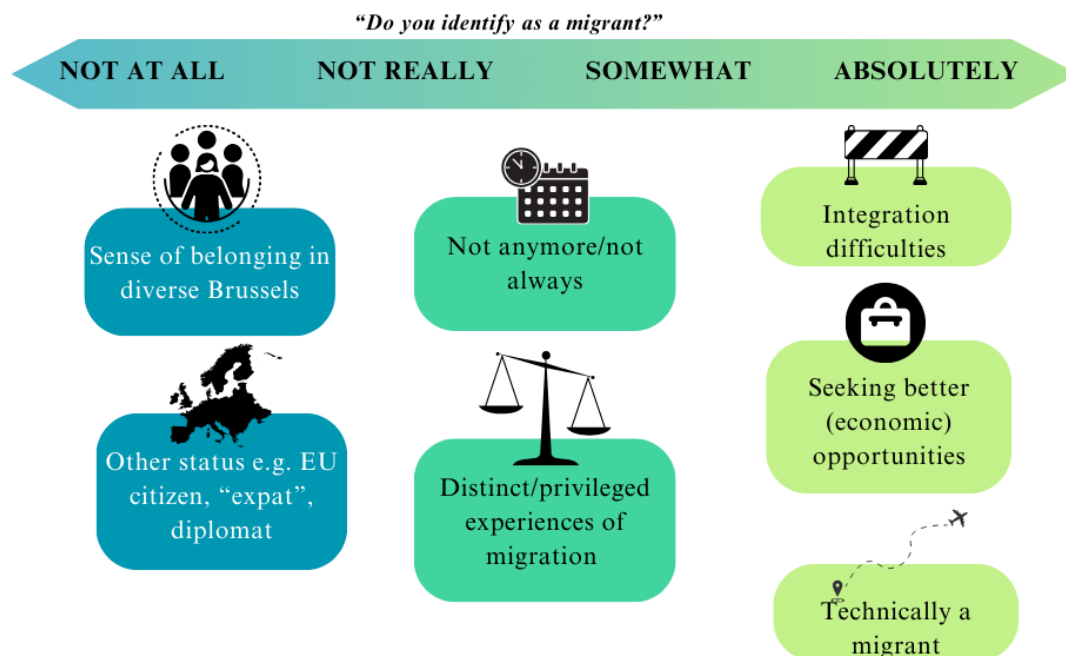 “Do you identify as a migrant?”
NOT AT ALL NOT REALLY SOMEWHAT ABSOLUTELY
Sense of belonging in
diverse Brussels
Other status e.g. EU
citizen, “expat”,
diplomat
Not anymore/not
always
Distinct/privileged
experiences of
migration
Integration
difficulties
Seeking better
(economic)
opportunities
Technically a
migrant